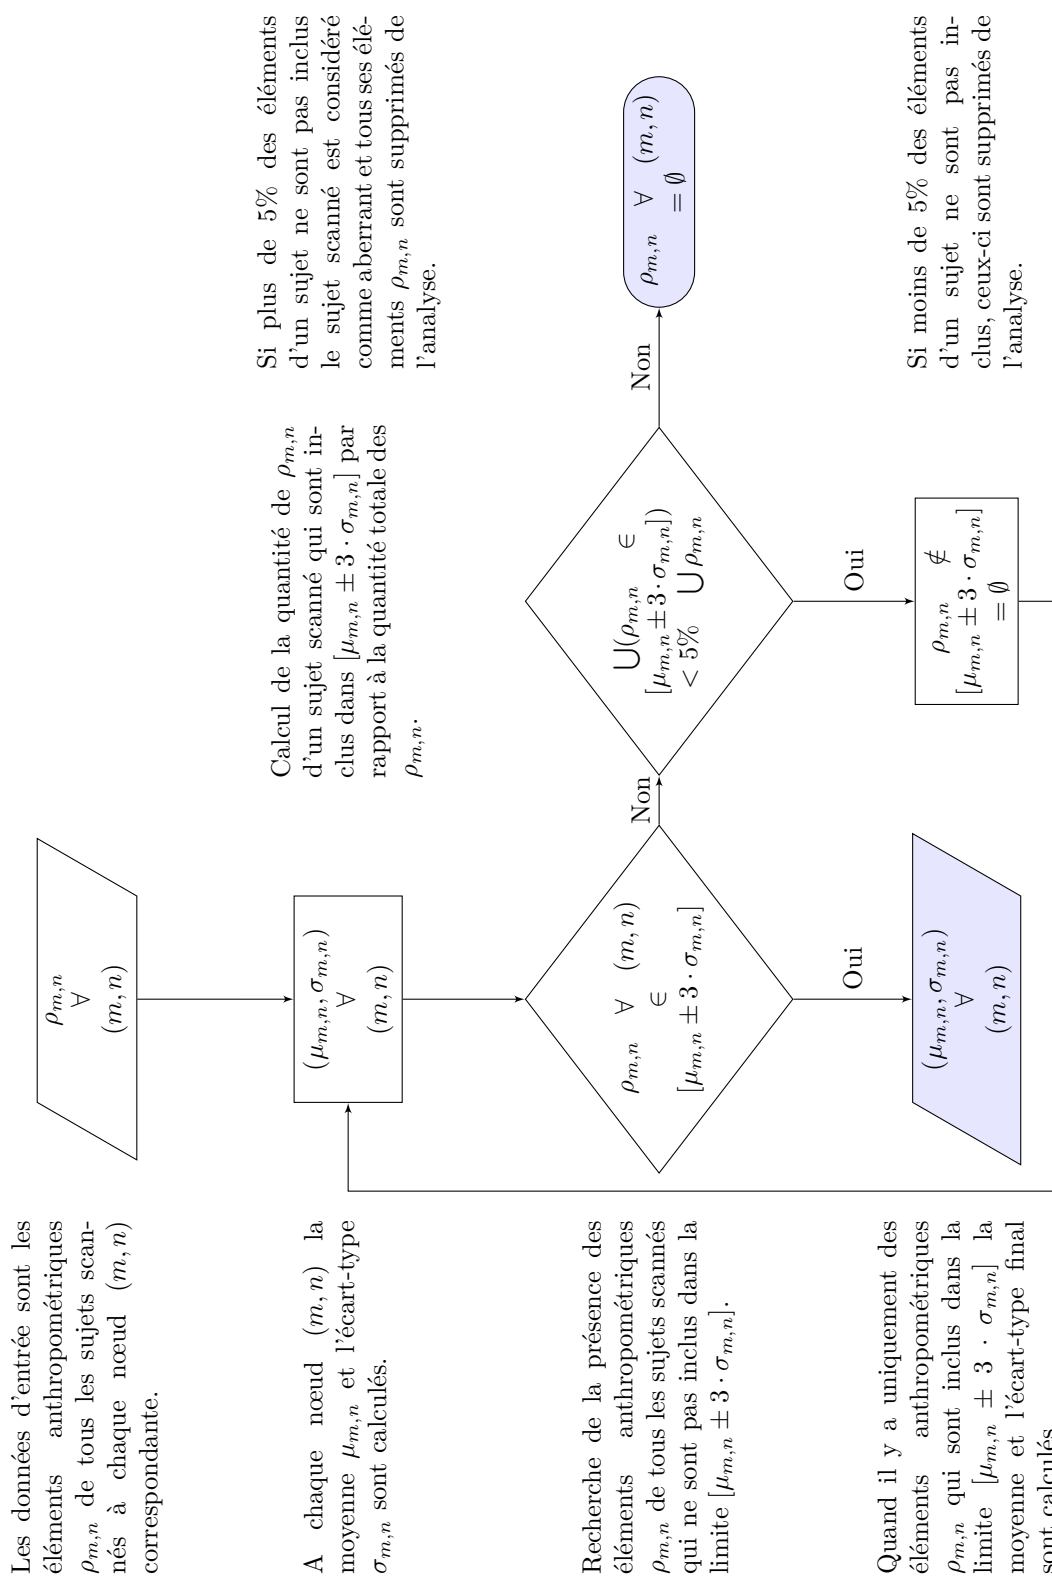 Les données d'entrée sont les
éléments anthropométriques
ρm,n de tous les sujets scan-
nés à chaque nœud (m, n)
correspondante.
ρm,n
∀
(m, n)
A chaque nœud (m, n) la
moyenne μm,n et l'écart-type
σm,n sont calculés.
(μm,n, σm,n)
∀
(m, n)
Calcul de la quantité de ρm,n
d'un sujet scanné qui sont in-
clus dans [μm,n ± 3 · σm,n] par
rapport à la quantité totale des
ρm,n.
Si plus de 5% des éléments
d'un sujet ne sont pas inclus
le sujet scanné est considéré
comme aberrant et tous ses élé-
ments ρm,n sont supprimés de
l'analyse.
Recherche de la présence des
éléments anthropométriques
ρm,n de tous les sujets scannés
qui ne sont pas inclus dans la
limite [μm,n ± 3 · σm,n].
ρm,n ∀ (m, n)
∈
[μm,n ± 3 · σm,n]
Non
⋃(ρm,n ∈
[μm,n ± 3 · σm,n])
< 5% ⋃ ρm,n
Non
ρm,n ∀ (m, n)
= ∅
Oui
Oui
Quand il y a uniquement des
éléments anthropométriques
ρm,n qui sont inclus dans la
limite [μm,n ± 3 · σm,n] la
moyenne et l'écart-type final
sont calculés
(μm,n, σm,n)
∀
(m, n)
ρm,n ∉
[μm,n ± 3 · σm,n]
= ∅
Si moins de 5% des éléments
d'un sujet ne sont pas in-
clus, ceux-ci sont supprimés de
l'analyse.